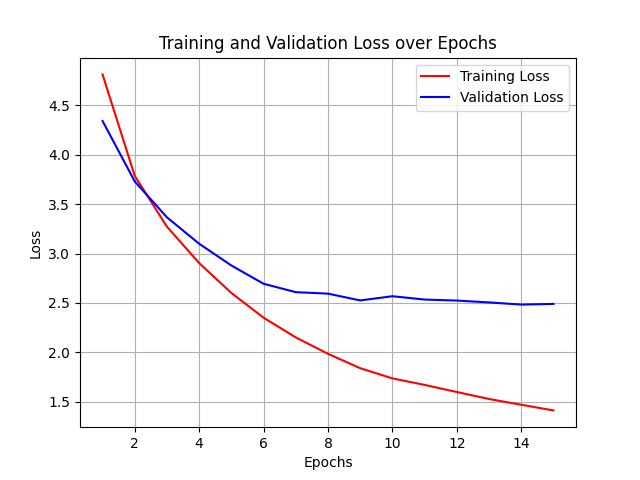 Training and Validation Loss over Epochs
Training Loss
Validation Loss
Loss
4.5
4.0
3.5
3.0
2.5
2.0
1.5
2 4 6 8 10 12 14
Epochs